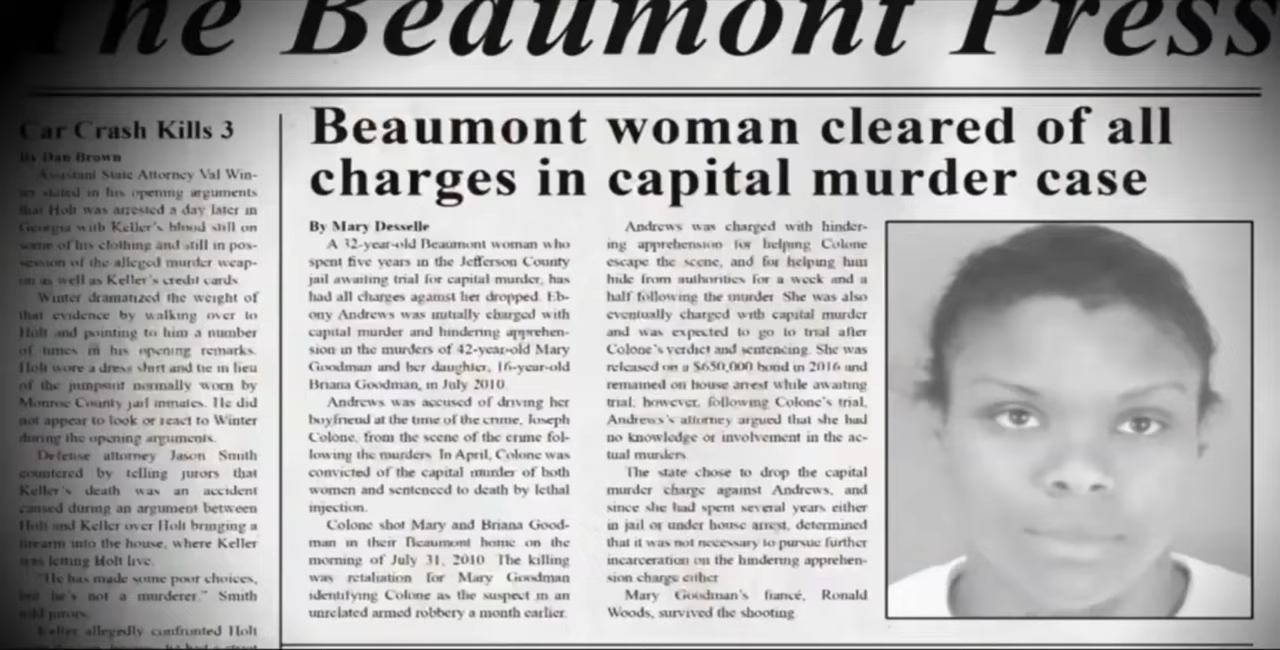 The Beaumont Press
Car Crash Kills 3
By Dan Brown
Assistant State Attorney Val Win-
ter stated in his opening arguments
that Holt was arrested a day later in
Georgia with Keller's blood still on
some of his clothing and still in pos-
session of the alleged murder weap-
on as well as Keller's credit cards
Winter dramatized the weight of
that evidence by walking over to
Holt and pointing to him a number
of times in his opening remarks.
Holt wore a dress shirt and tie in lieu
of the jumpsuit normally worn by
Monroe County jail inmates. He did
not appear to look or react to Winter
during the opening arguments.
Defense attorney Jason Smith
countered by telling jurors that
Keller's death was an accident
caused during an argument between
Holt and Keller over Holt bringing a
firearm into the house, where Keller
was letting Holt live.
"He has made some poor choices,
but he's not a murderer." Smith
told jurors.
Keller allegedly confronted Holt
Beaumont woman cleared of all
charges in capital murder case
By Mary Desselle
A 32-year-old Beaumont woman who
spent five years in the Jefferson County
jail awaiting trial for capital murder, has
had all charges against her dropped. Eb-
ony Andrews was initially charged with
capital murder and hindering apprehen-
sion in the murders of 42-year-old Mary
Goodman and her daughter, 16-year-old
Briana Goodman, in July 2010.
Andrews was accused of driving her
boyfriend at the time of the crime, Joseph
Colone, from the scene of the crime fol-
lowing the murders. In April, Colone was
convicted of the capital murder of both
women and sentenced to death by lethal
injection.
Colone shot Mary and Briana Good-
man in their Beaumont home on the
morning of July 31, 2010. The killing
was retaliation for Mary Goodman
identifying Colone as the suspect in an
unrelated armed robbery a month earlier.
Andrews was charged with hinder-
ing apprehension for helping Colone
escape the scene, and for helping him
hide from authorities for a week and a
half following the murder. She was also
eventually charged with capital murder
and was expected to go to trial after
Colone's verdict and sentencing. She was
released on a $650,000 bond in 2016 and
remained on house arrest while awaiting
trial, however, following Colone's trial,
Andrews's attorney argued that she had
no knowledge or involvement in the ac-
tual murders.
The state chose to drop the capital
murder charge against Andrews, and
since she had spent several years either
in jail or under house arrest, determined
that it was not necessary to pursue further
incarceration on the hindering apprehen-
sion charge either
Mary Goodman's fiancé, Ronald
Woods, survived the shooting.